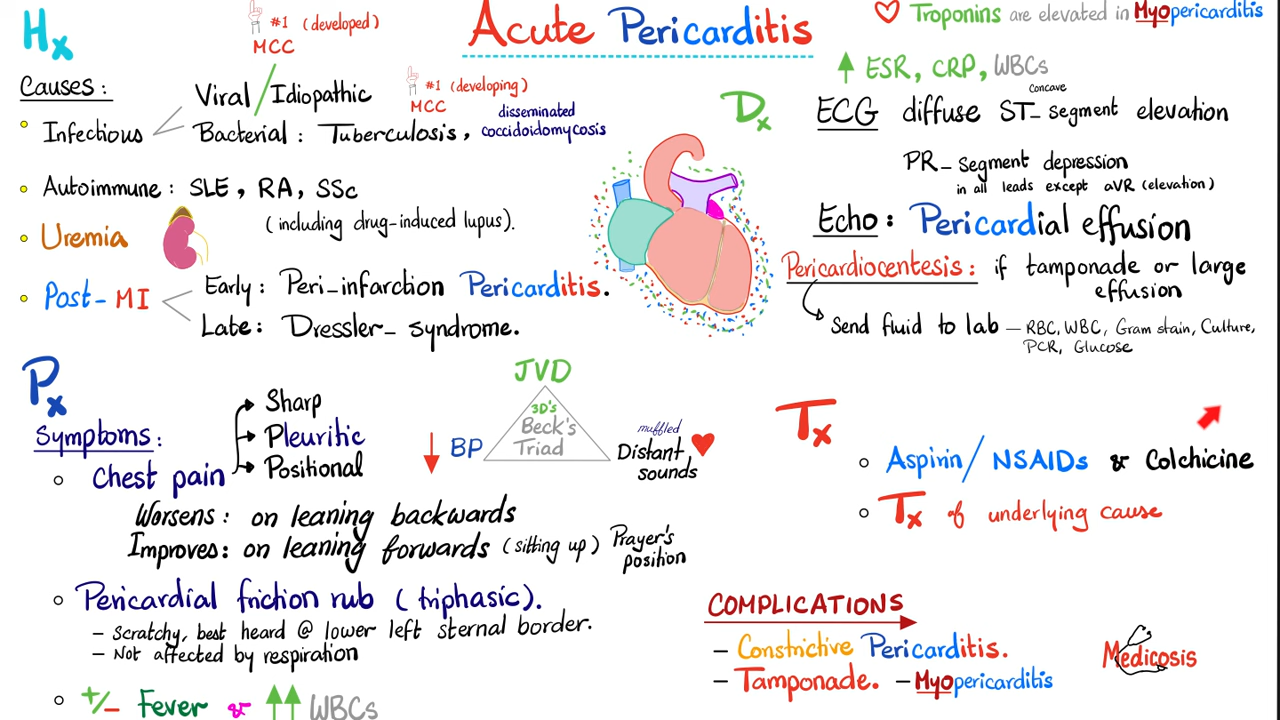 Acute Pericarditis
Hx
#1 (developed)
MCC
Causes:
Infectious
Viral / Idiopathic
#1 (developing)
MCC
Bacterial: Tuberculosis, disseminated coccidoidomycosis
Autoimmune: SLE, RA, SSc
(including drug-induced lupus).
Uremia
Post-MI
Early: Peri-infarction Pericarditis.
Late: Dressler-syndrome.
Px
Symptoms:
Chest pain
Sharp
Pleuritic
Positional
JVD
3D's
Beck's
Triad
BP
muffled
Distant
sounds
Worsens: on leaning backwards
Improves: on leaning forwards (sitting up) Prayer's position
Pericardial friction rub (triphasic).
- Scratchy, best heard @ lower left sternal border.
- Not affected by respiration
+/- Fever & ↑↑ WBCs
♡ Troponins are elevated in Myopericarditis
Dx
↑ ESR, CRP, WBCs
Concave
ECG diffuse ST-segment elevation
PR-segment depression
in all leads except aVR (elevation)
Echo: Pericardial effusion
Pericardiocentesis: if tamponade or large
effusion
Send fluid to lab – RBC, WBC, Gram stain, Culture,
PCR, Glucose
Tx
Aspirin/NSAIDs & Colchicine
Tx of underlying cause
COMPLICATIONS
- Constrictive Pericarditis.
- Tamponade. - Myopericarditis
Medicosis